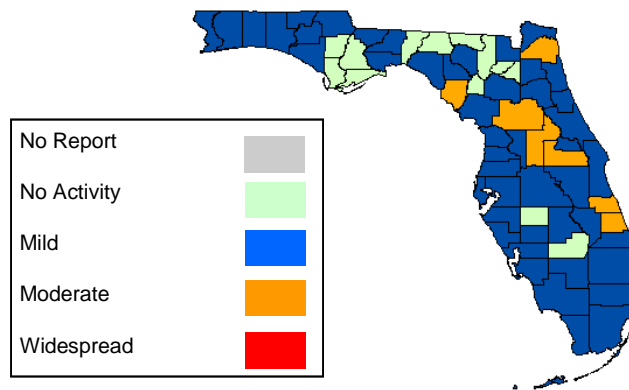 No Report
No Activity
Mild
Moderate
Widespread